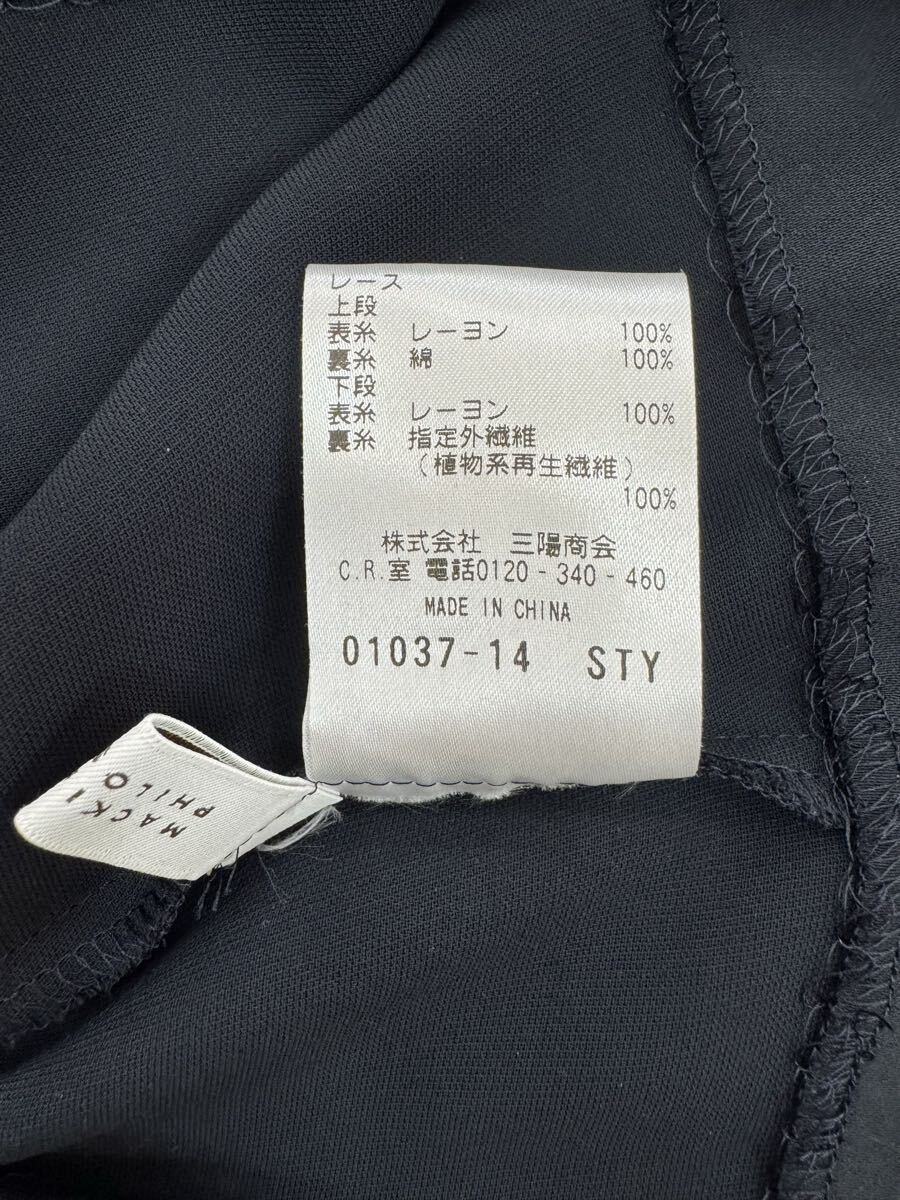 レース
上段
表糸 レーヨン 100%
裏糸 綿 100%
下段
表糸 レーヨン 100%
裏糸 指定外繊維
(植物系再生繊維)
100%
株式会社 三陽商会
C.R.室 電話0120-340-460
MADE IN CHINA
01037-14 STY
MACKI
PHILO